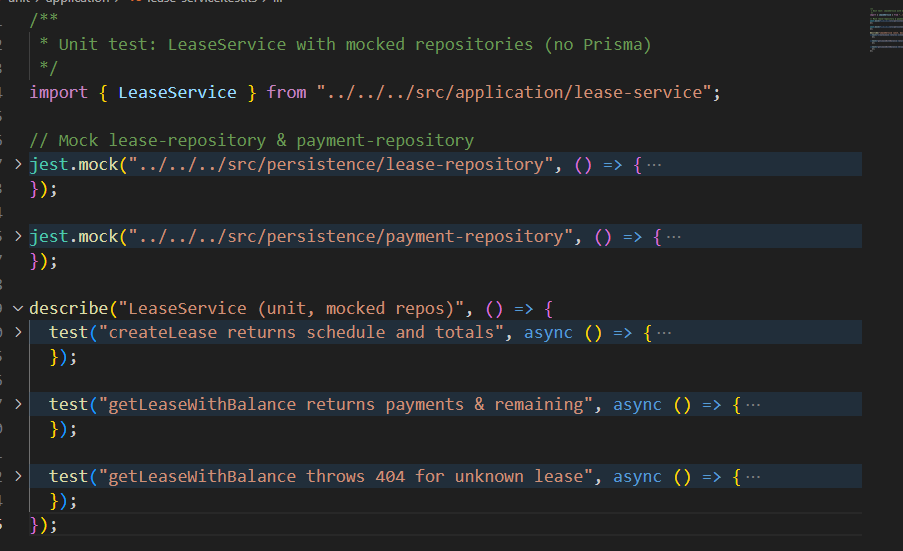 /**
 * Unit test: LeaseService with mocked repositories (no Prisma)
 */
import { LeaseService } from "../../../src/application/lease-service";
// Mock lease-repository & payment-repository
jest.mock("../../../src/persistence/lease-repository", () => { ...
});
jest.mock("../../../src/persistence/payment-repository", () => { ...
});
describe("LeaseService (unit, mocked repos)", () => {
  test("createLease returns schedule and totals", async () => { ...
  });
  test("getLeaseWithBalance returns payments & remaining", async () => { ...
  });
  test("getLeaseWithBalance throws 404 for unknown lease", async () => { ...
  });
});